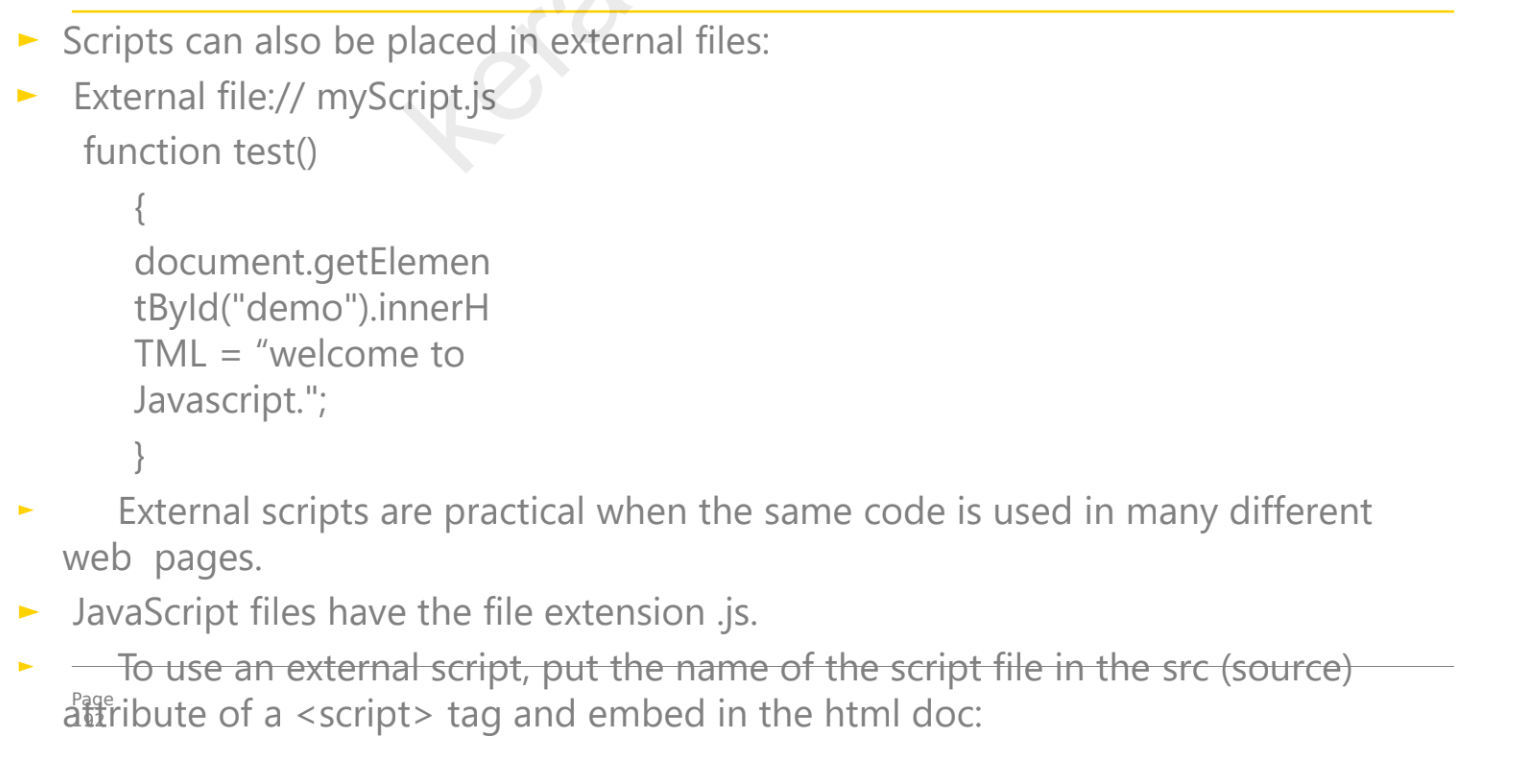 ► Scripts can also be placed in external files:
► External file:// myScript.js
function test()
{
document.getElemen
tById("demo").innerH
TML = “welcome to
Javascript.";
}
► External scripts are practical when the same code is used in many different
web pages.
► JavaScript files have the file extension .js.
► To use an external script, put the name of the script file in the src (source)
attribute of a <script> tag and embed in the html doc:
Page
kera